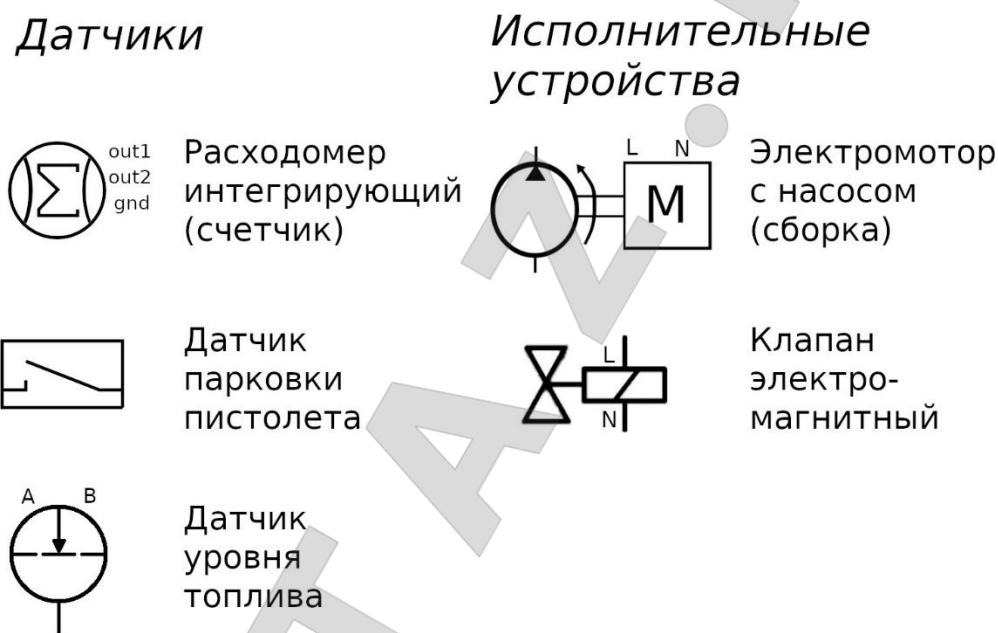 Датчики
Исполнительные
устройства
out1
out2
gnd
Расходомер
интегрирующий
(счетчик)
L N
M
Электромотор
с насосом
(сборка)
Датчик
парковки
пистолета
L
N
Клапан
электро-
магнитный
A B
Датчик
уровня
топлива